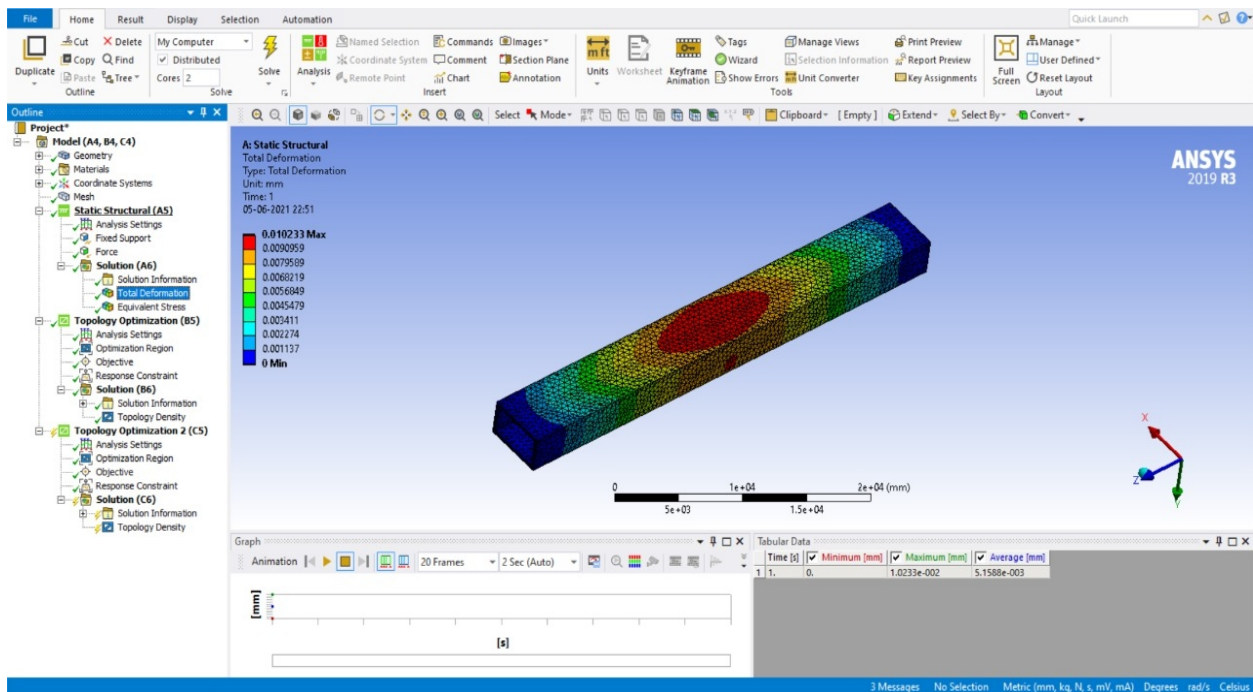 File Home Result Display Selection Automation Quick Launch
Cut Delete My Computer Named Selection Commands Images Tags Manage Views Print Preview Manage
Duplicate Copy Find Distributed Solve Analysis Coordinate System Comment Section Plane Units Worksheet Keyframe Animation Wizard Selection Information Report Preview Full Screen User Defined
Paste Tree Cores 2 Remote Point Chart Annotation Show Errors Unit Converter Key Assignments Reset Layout
Outline Solve Insert Tools Layout
Outline
Select Mode Clipboard [ Empty ] Extend Select By Convert
Project*
Model (A4, B4, C4)
Geometry
Materials
Coordinate Systems
Mesh
Static Structural (A5)
Analysis Settings
Fixed Support
Force
Solution (A6)
Solution Information
Total Deformation
Equivalent Stress
Topology Optimization (B5)
Analysis Settings
Optimization Region
Objective
Response Constraint
Solution (B6)
Solution Information
Topology Density
Topology Optimization 2 (C5)
Analysis Settings
Optimization Region
Objective
Response Constraint
Solution (C6)
Solution Information
Topology Density
A: Static Structural
Total Deformation
Type: Total Deformation
Unit: mm
Time: 1
05-06-2021 22:51
0.010233 Max
0.0090959
0.0079589
0.0068219
0.0056849
0.0045479
0.003411
0.002274
0.001137
0 Min
ANSYS
2019 R3
X
Z
Y
0 1e+04 2e+04 (mm)
5e+03 1.5e+04
Graph
Animation 20 Frames 2 Sec (Auto)
[mm]
[s]
Tabular Data
Time [s] Minimum [mm] Maximum [mm] Average [mm]
1 1. 0. 1.0233e-002 5.1588e-003
3 Messages No Selection Metric (mm, kg, N, s, mV, mA) Degrees rad/s Celsius